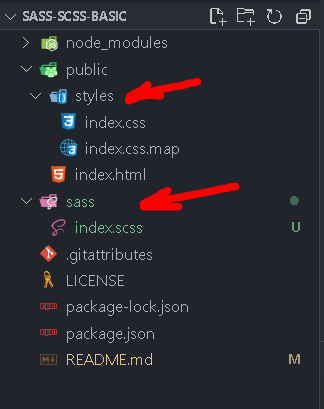 SASS-SCSS-BASIC
node_modules
public
styles
index.css
index.css.map
index.html
sass
index.scss U
.gitattributes
LICENSE
package-lock.json
package.json
README.md M